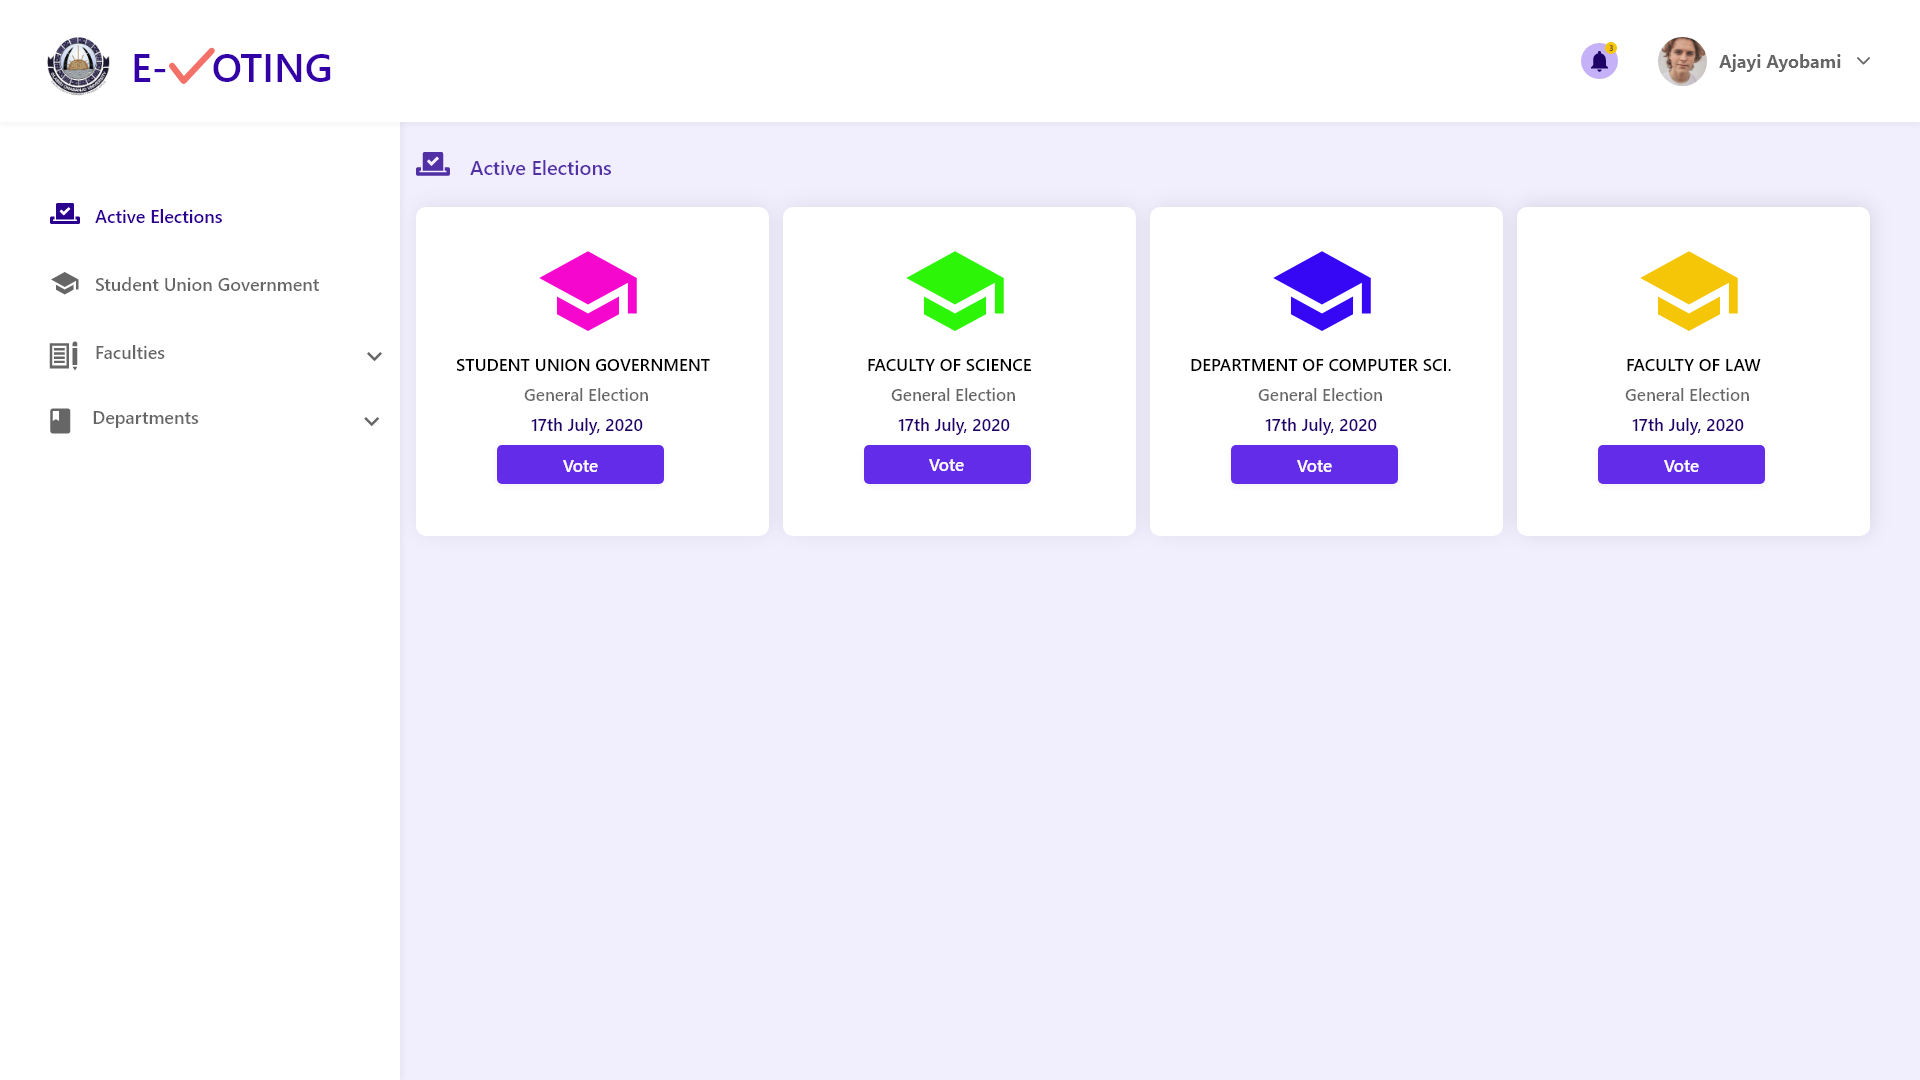 E-VOTING
3
Ajayi Ayobami
Active Elections
Student Union Government
Faculties
Departments
Active Elections
STUDENT UNION GOVERNMENT
General Election
17th July, 2020
Vote
FACULTY OF SCIENCE
General Election
17th July, 2020
Vote
DEPARTMENT OF COMPUTER SCI.
General Election
17th July, 2020
Vote
FACULTY OF LAW
General Election
17th July, 2020
Vote